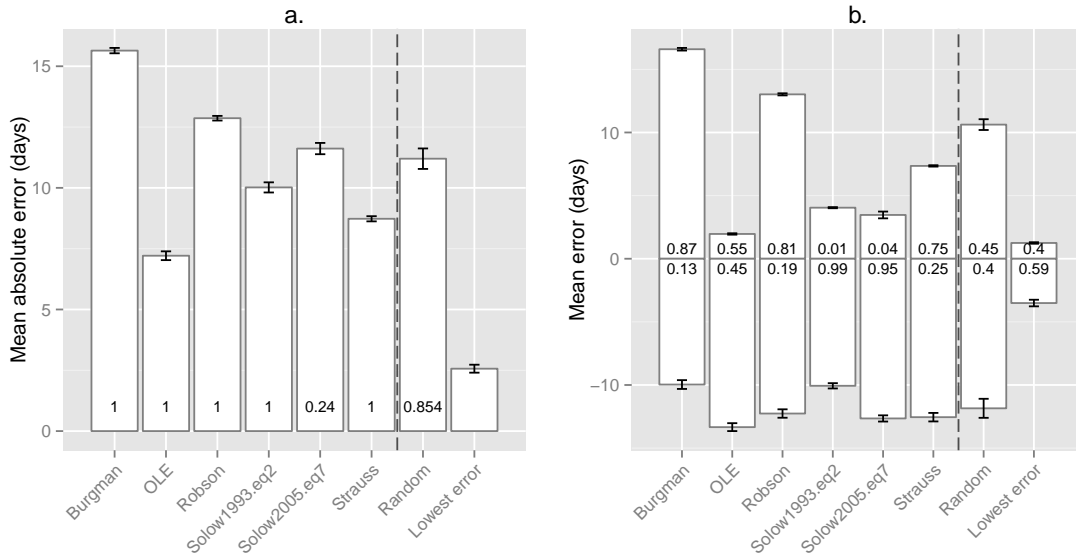 a.
Mean absolute error (days)
15
10
5
0
1 1 1 1 0.24 1 0.854
Burgman OLE Robson Solow1993.eq2 Solow2005.eq7 Strauss Random Lowest error
b.
Mean error (days)
10
0
−10
0.87 0.55 0.81 0.01 0.04 0.75 0.45 0.4
0.13 0.45 0.19 0.99 0.95 0.25 0.4 0.59
Burgman OLE Robson Solow1993.eq2 Solow2005.eq7 Strauss Random Lowest error